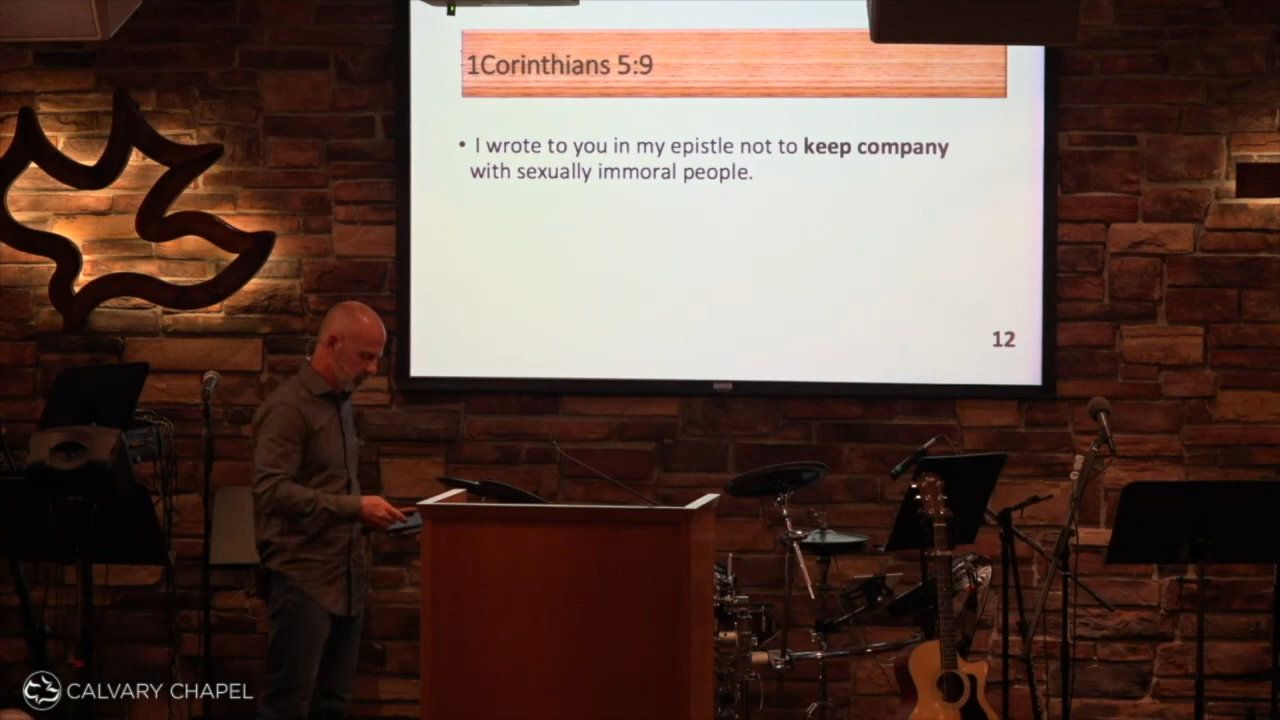 1Corinthians 5:9
• I wrote to you in my epistle not to keep company
with sexually immoral people.
12
CALVARY CHAPEL